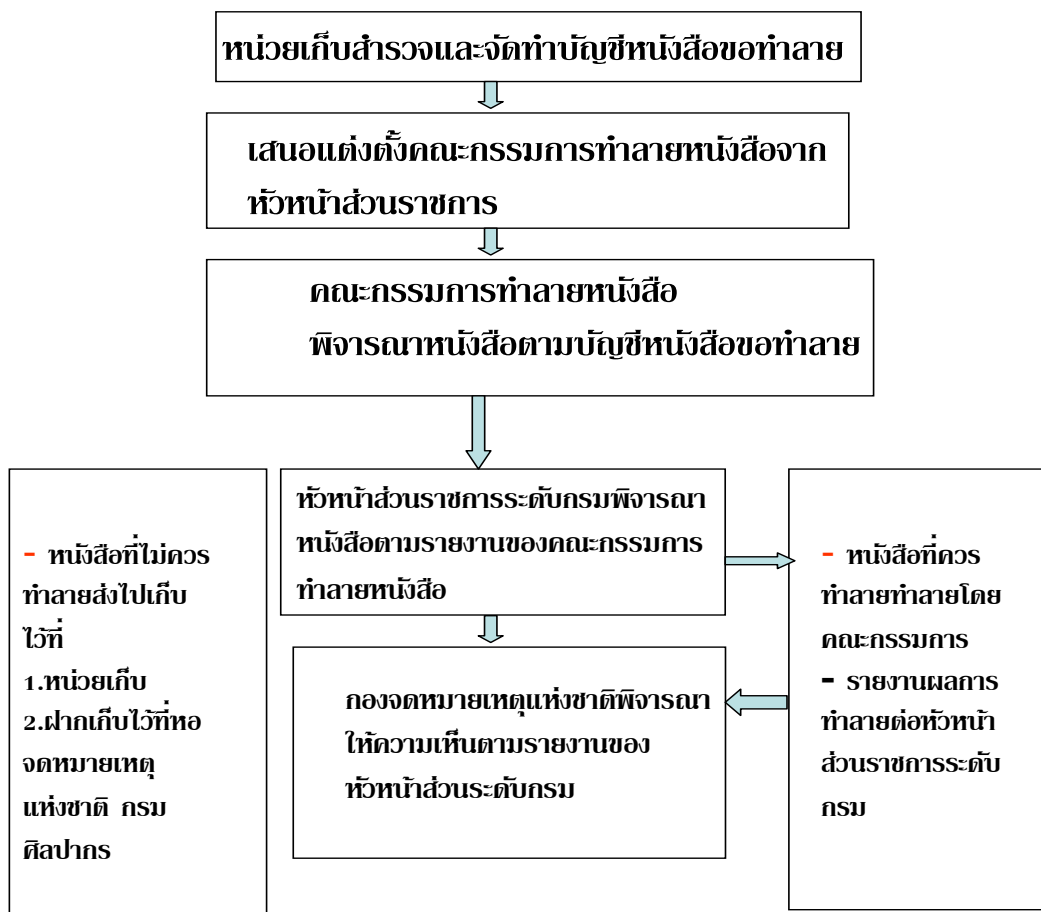 หน่วยเก็บสำรวจและจัดทำบัญชีหนังสือขอทำลาย
เสนอแต่งตั้งคณะกรรมการทำลายหนังสือจาก
หัวหน้าส่วนราชการ
คณะกรรมการทำลายหนังสือ
พิจารณาหนังสือตามบัญชีหนังสือขอทำลาย
- หนังสือที่ไม่ควร
ทำลายส่งไปเก็บ
ไว้ที่
1.หน่วยเก็บ
2.ฝากเก็บไว้ที่หอ
จดหมายเหตุ
แห่งชาติ กรม
ศิลปากร
หัวหน้าส่วนราชการระดับกรมพิจารณา
หนังสือตามรายงานของคณะกรรมการ
ทำลายหนังสือ
กองจดหมายเหตุแห่งชาติพิจารณา
ให้ความเห็นตามรายงานของ
หัวหน้าส่วนระดับกรม
- หนังสือที่ควร
ทำลายทำลายโดย
คณะกรรมการ
- รายงานผลการ
ทำลายต่อหัวหน้า
ส่วนราชการระดับ
กรม